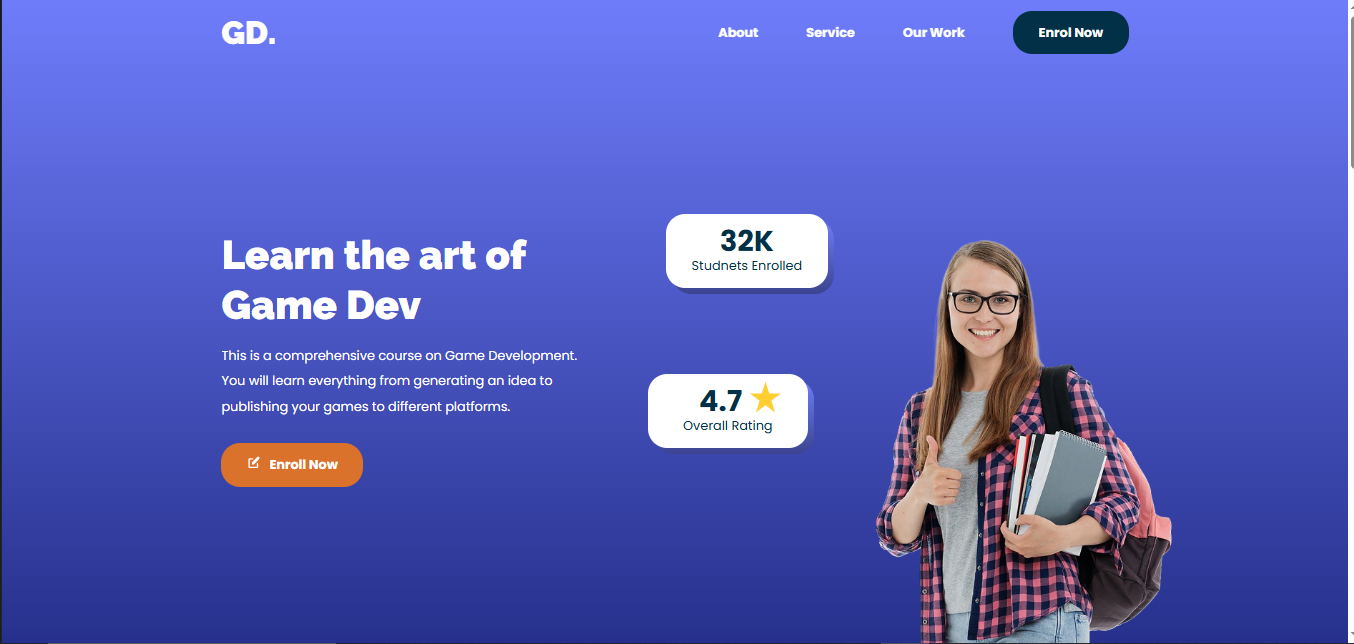 GD.
About
Service
Our Work
Enrol Now
32K
Studnets Enrolled
Learn the art of
Game Dev
This is a comprehensive course on Game Development.
You will learn everything from generating an idea to
publishing your games to different platforms.
4.7
Overall Rating
Enroll Now